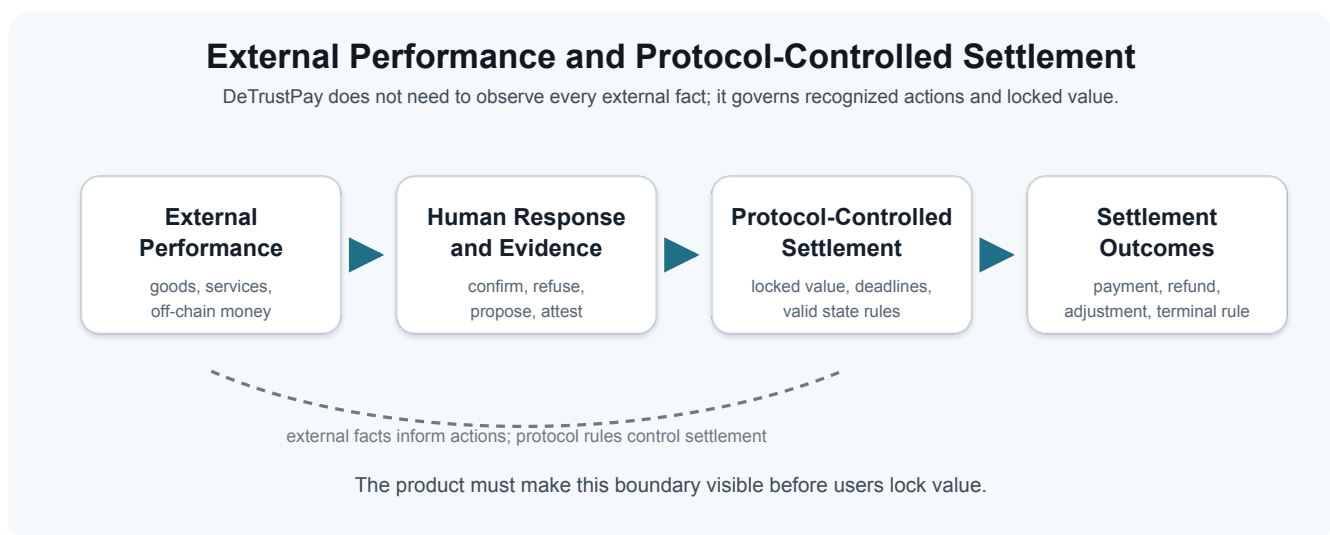 External Performance and Protocol-Controlled Settlement
DeTrustPay does not need to observe every external fact; it governs recognized actions and locked value.
External
Performance
goods, services,
off-chain money
Human Response
and Evidence
confirm, refuse,
propose, attest
Protocol-Controlled
Settlement
locked value, deadlines,
valid state rules
Settlement
Outcomes
payment, refund,
adjustment, terminal rule
external facts inform actions; protocol rules control settlement
The product must make this boundary visible before users lock value.